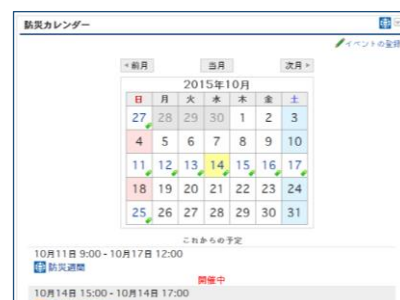 防災カレンダー
イベントの登録
«前月 当月 次月»
2015年10月
日 月 火 水 木 金 土
27 28 29 30 1 2 3
4 5 6 7 8 9 10
11 12 13 14 15 16 17
18 19 20 21 22 23 24
25 26 27 28 29 30 31
これからの予定
10月11日 9:00 - 10月17日 12:00
防災週間
開催中
10月14日 15:00 - 10月14日 17:00